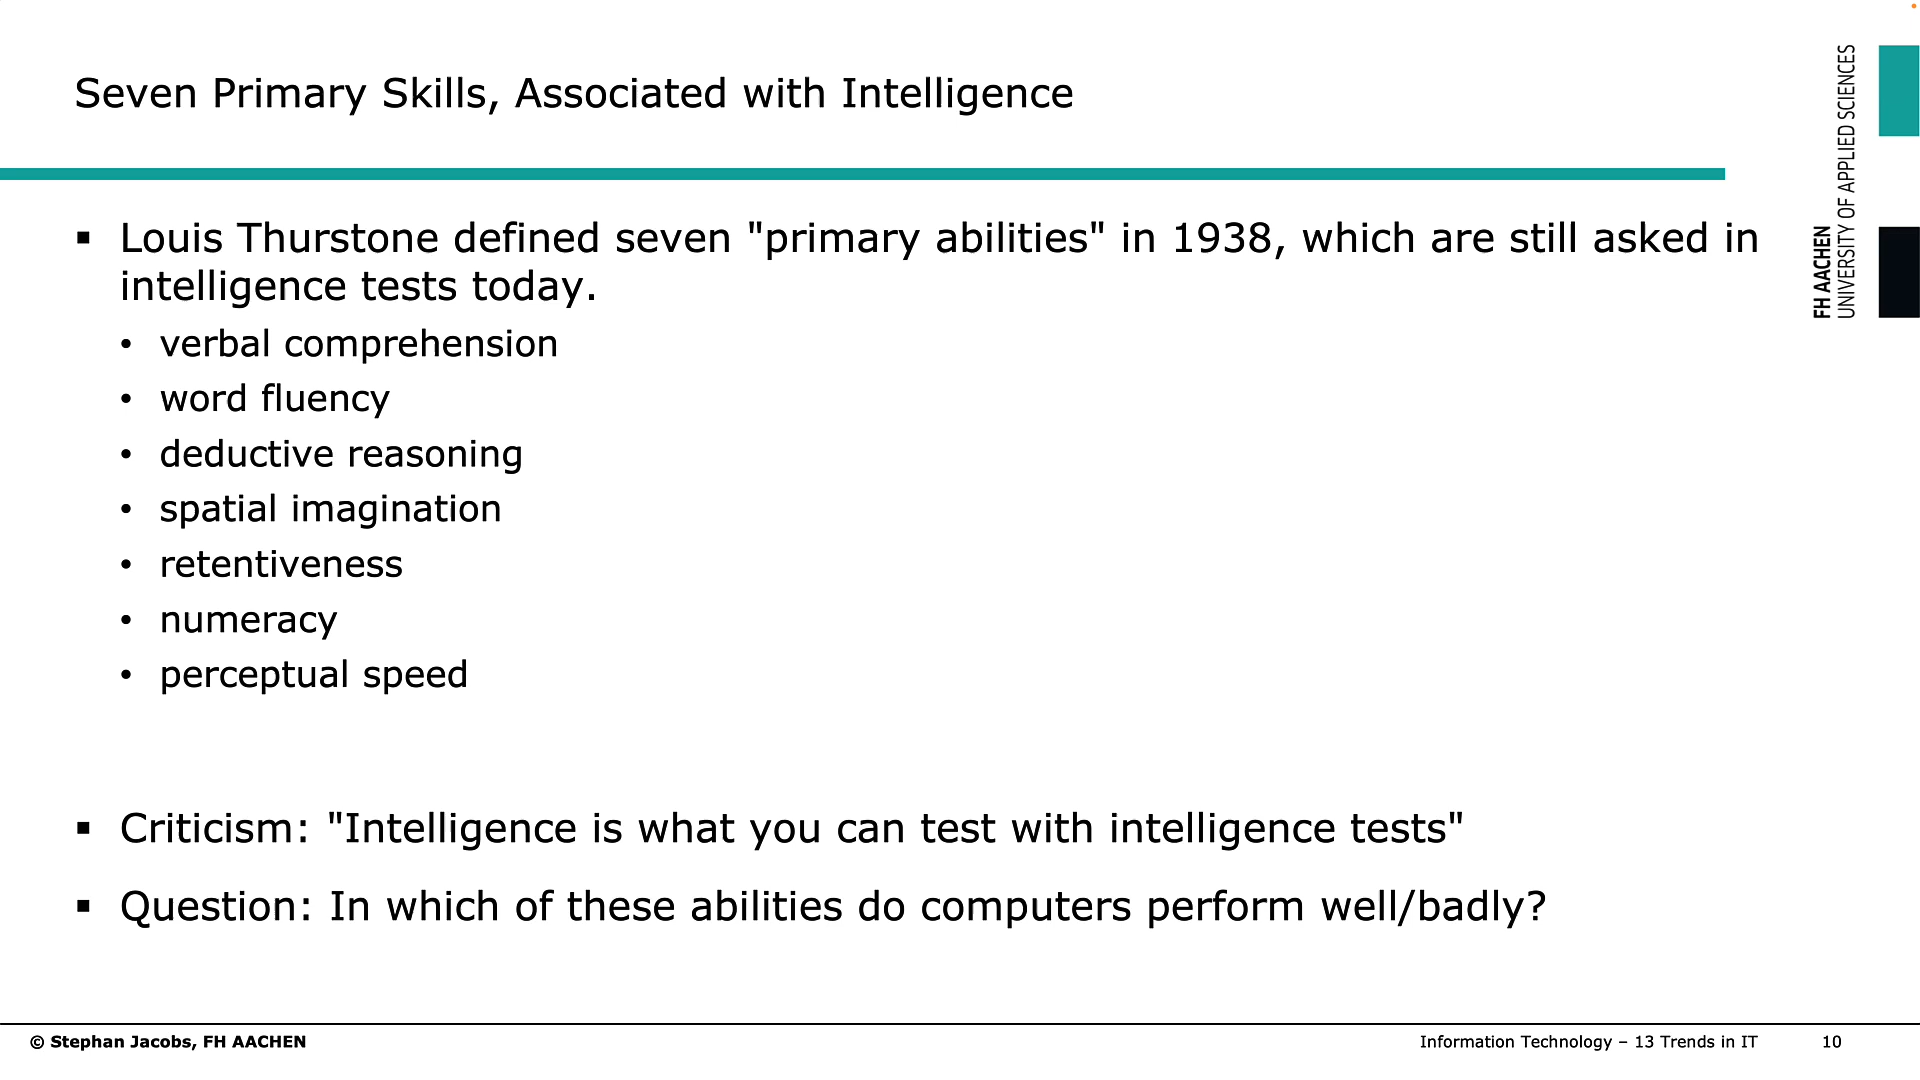 Seven Primary Skills, Associated with Intelligence
FH AACHEN
UNIVERSITY OF APPLIED SCIENCES
▪ Louis Thurstone defined seven "primary abilities" in 1938, which are still asked in
intelligence tests today.
• verbal comprehension
• word fluency
• deductive reasoning
• spatial imagination
• retentiveness
• numeracy
• perceptual speed
▪ Criticism: "Intelligence is what you can test with intelligence tests"
▪ Question: In which of these abilities do computers perform well/badly?
© Stephan Jacobs, FH AACHEN
Information Technology – 13 Trends in IT 10